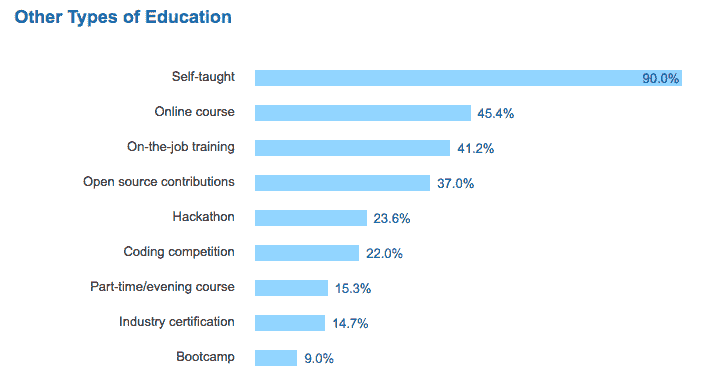 Other Types of Education
Self-taught 90.0%
Online course 45.4%
On-the-job training 41.2%
Open source contributions 37.0%
Hackathon 23.6%
Coding competition 22.0%
Part-time/evening course 15.3%
Industry certification 14.7%
Bootcamp 9.0%